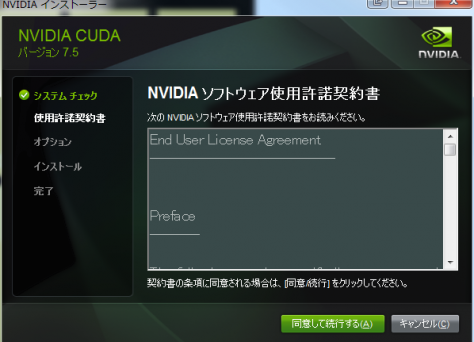 NVIDIA インストーラー
NVIDIA CUDA
バージョン 7.5
NVIDIA
システム チェック
使用許諾契約書
オプション
インストール
完了
NVIDIA ソフトウェア使用許諾契約書
次の NVIDIA ソフトウェア使用許諾契約書をお読みください。
End User License Agreement
Preface
契約書の条項に同意される場合は、[同意/続行] をクリックしてください。
同意して続行する(A)
キャンセル(C)